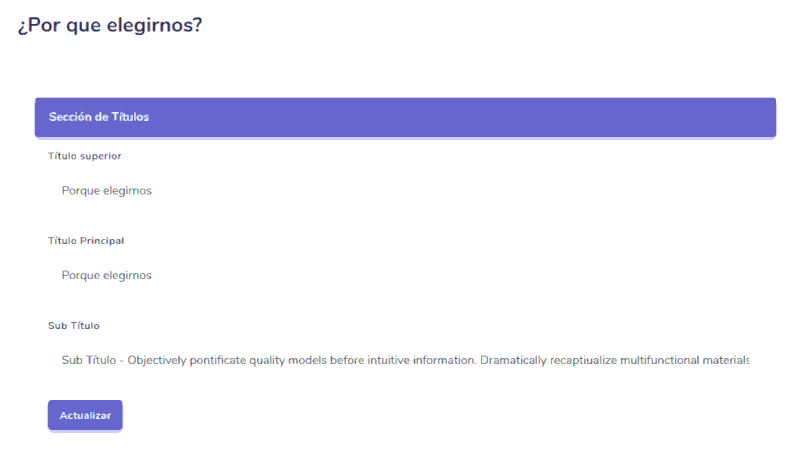 ¿Por que elegirnos?
Sección de Títulos
Título superior
Porque elegirnos
Título Principal
Porque elegirnos
Sub Título
Sub Título - Objectively pontificate quality models before intuitive information. Dramatically recaptiualize multifunctional materials
Actualizar